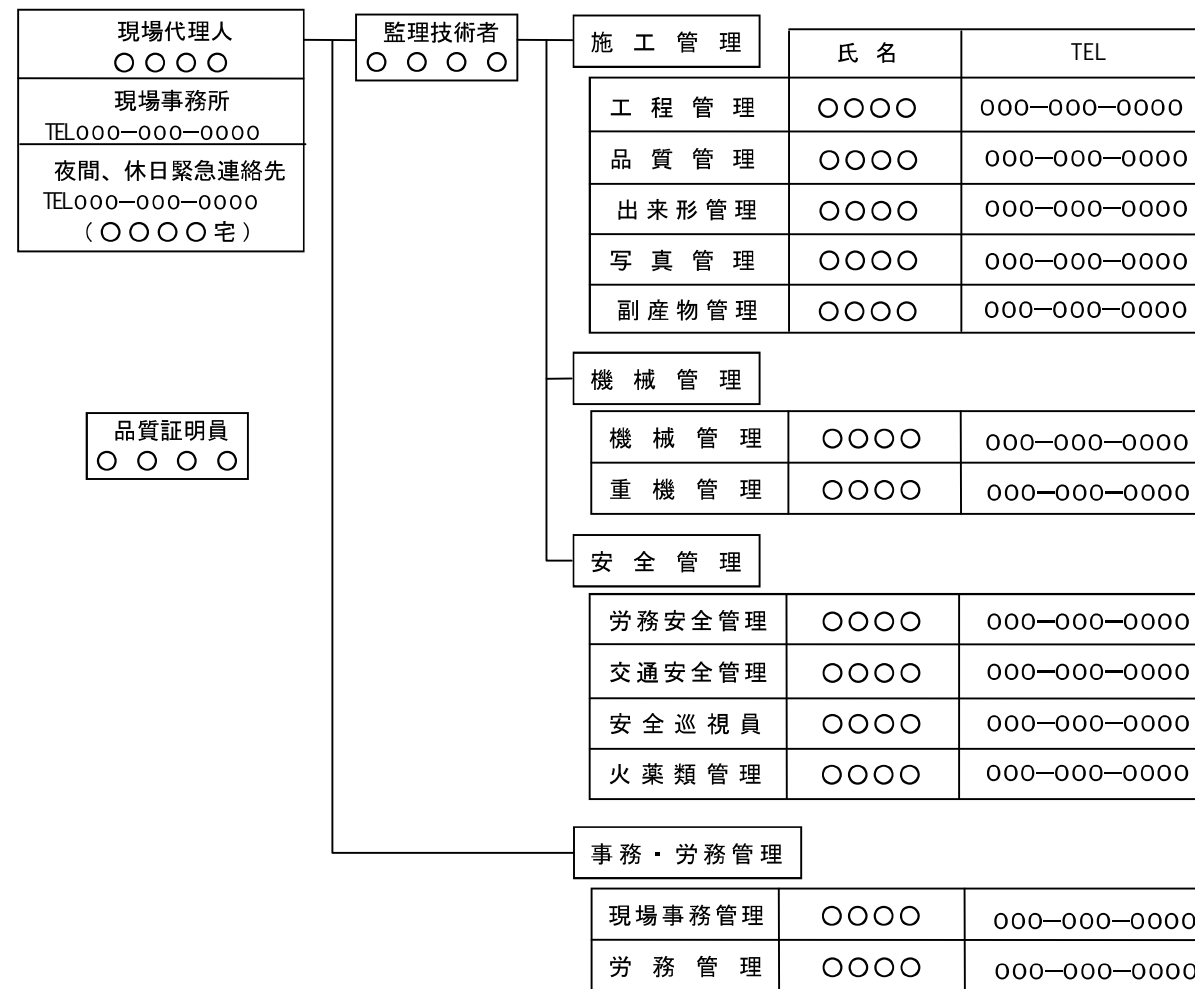 現場代理人
○○○○
現場事務所
TEL000―000―0000
夜間、休日緊急連絡先
TEL000―000―0000
(○○○○宅)
監理技術者
○○○○
品質証明員
○○○○
施工管理
氏名 TEL
工程管理 ○○○○ 000―000―0000
品質管理 ○○○○ 000―000―0000
出来形管理 ○○○○ 000―000―0000
写真管理 ○○○○ 000―000―0000
副産物管理 ○○○○ 000―000―0000
機械管理
機械管理 ○○○○ 000―000―0000
重機管理 ○○○○ 000―000―0000
安全管理
労務安全管理 ○○○○ 000―000―0000
交通安全管理 ○○○○ 000―000―0000
安全巡視員 ○○○○ 000―000―0000
火薬類管理 ○○○○ 000―000―0000
事務・労務管理
現場事務管理 ○○○○ 000―000―0000
労務管理 ○○○○ 000―000―0000